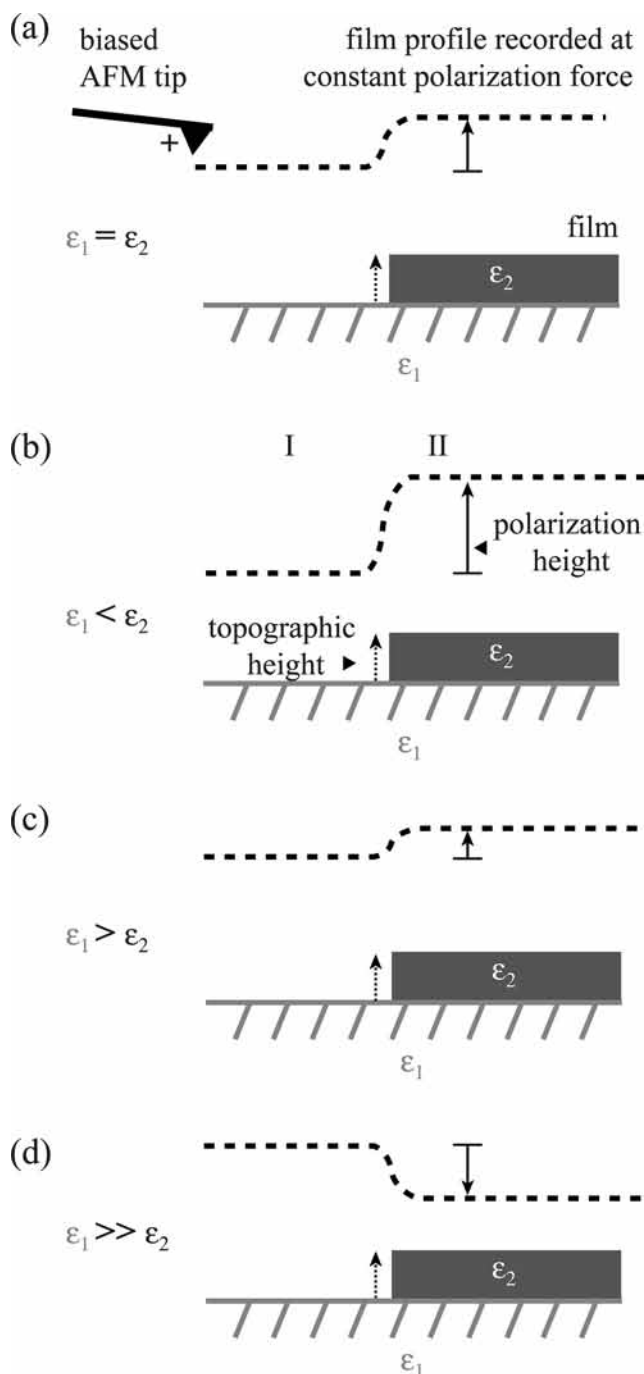 (a)
biased
AFM tip
film profile recorded at
constant polarization force
+
ε₁ = ε₂
film
ε₂
ε₁
(b)
I
II
polarization
height
ε₁ < ε₂
topographic
height
ε₂
ε₁
(c)
ε₁ > ε₂
ε₂
ε₁
(d)
ε₁ >> ε₂
ε₂
ε₁